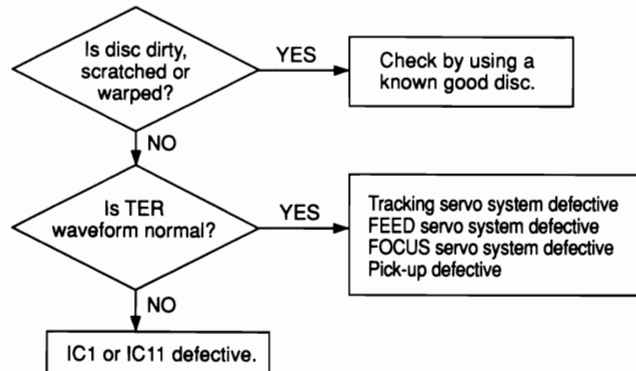 Is disc dirty,
scratched or
warped?
YES
Check by using a
known good disc.
NO
Is TER
waveform normal?
YES
Tracking servo system defective
FEED servo system defective
FOCUS servo system defective
Pick-up defective
NO
IC1 or IC11 defective.